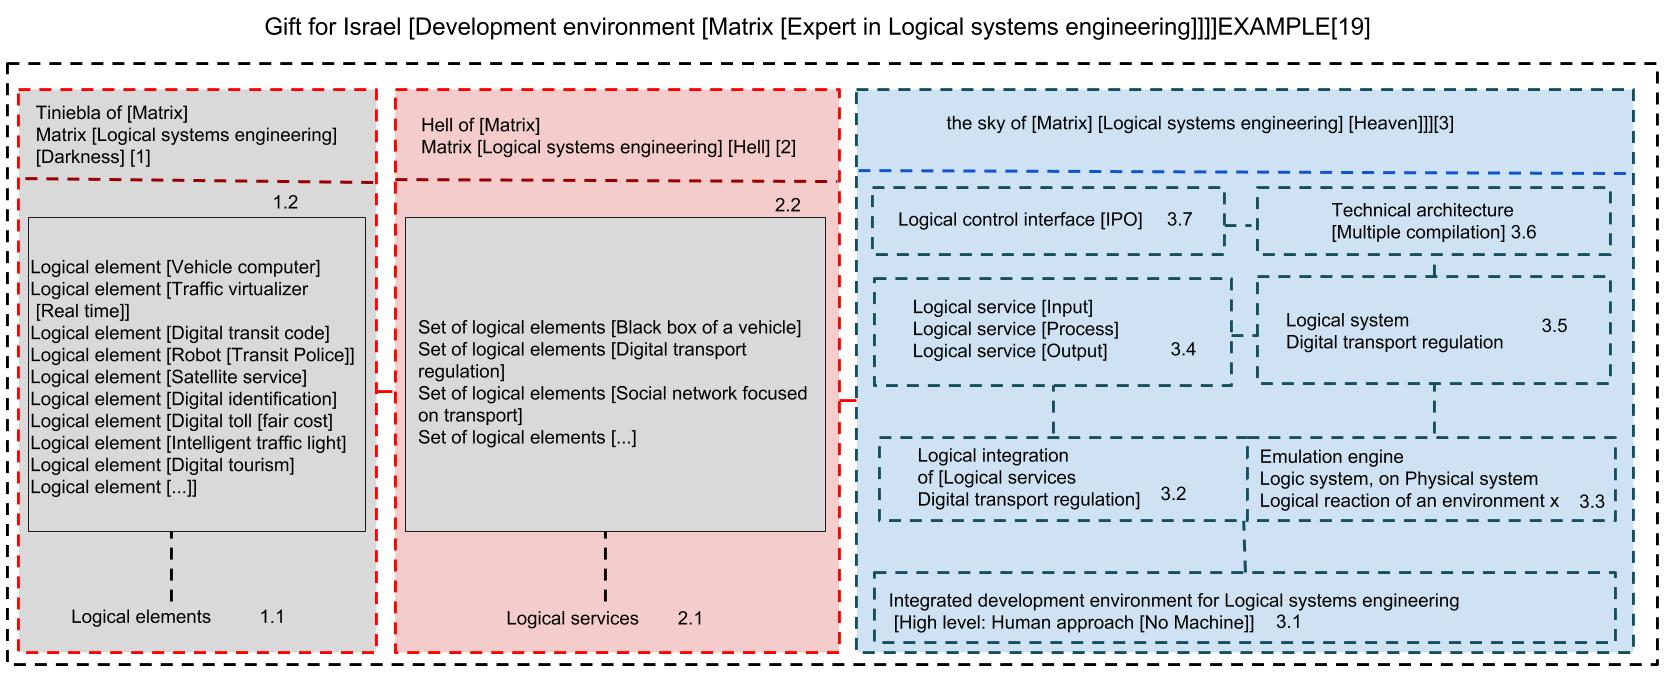 Gift for Israel [Development environment [Matrix [Expert in Logical systems engineering]]]]EXAMPLE[19]
Tiniebla of [Matrix]
Matrix [Logical systems engineering]
[Darkness] [1]
1.2
Logical element [Vehicle computer]
Logical element [Traffic virtualizer
[Real time]]
Logical element [Digital transit code]
Logical element [Robot [Transit Police]]
Logical element [Satellite service]
Logical element [Digital identification]
Logical element [Digital toll [fair cost]
Logical element [Intelligent traffic light]
Logical element [Digital tourism]
Logical element [...]]
Logical elements 1.1
Hell of [Matrix]
Matrix [Logical systems engineering] [Hell] [2]
2.2
Set of logical elements [Black box of a vehicle]
Set of logical elements [Digital transport
regulation]
Set of logical elements [Social network focused
on transport]
Set of logical elements [...]
Logical services 2.1
the sky of [Matrix] [Logical systems engineering] [Heaven]]][3]
Logical control interface [IPO] 3.7
Technical architecture
[Multiple compilation] 3.6
Logical service [Input]
Logical service [Process]
Logical service [Output] 3.4
Logical system 3.5
Digital transport regulation
Logical integration
of [Logical services
Digital transport regulation] 3.2
Emulation engine
Logic system, on Physical system
Logical reaction of an environment x 3.3
Integrated development environment for Logical systems engineering
[High level: Human approach [No Machine]] 3.1